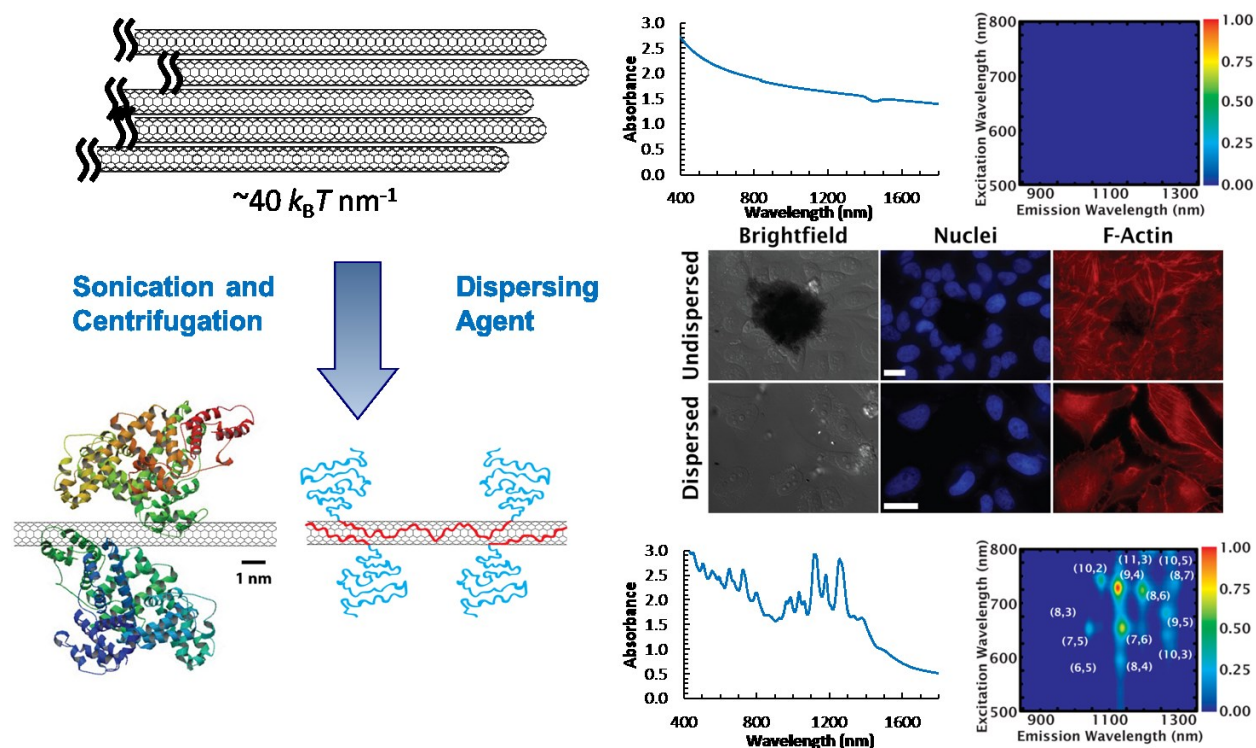 ~40 k_BT nm⁻¹
Sonication and
Centrifugation
Dispersing
Agent
1 nm
Absorbance
3.0
2.5
2.0
1.5
1.0
0.5
0.0
400 800 1200 1600
Wavelength (nm)
Excitation Wavelength (nm)
800
700
600
500
900 1100 1300
Emission Wavelength (nm)
1.00
0.75
0.50
0.25
0.00
Brightfield Nuclei F-Actin
Undispersed
Dispersed
Absorbance
3.0
2.5
2.0
1.5
1.0
0.5
0.0
400 800 1200 1600
Wavelength (nm)
Excitation Wavelength (nm)
800
700
600
500
(11,3) (10,5)
(10,2) (9,4) (8,7)
(8,6)
(8,3) (9,5)
(7,5) (7,6)
(10,3)
(6,5) (8,4)
900 1100 1300
Emission Wavelength (nm)
1.00
0.75
0.50
0.25
0.00